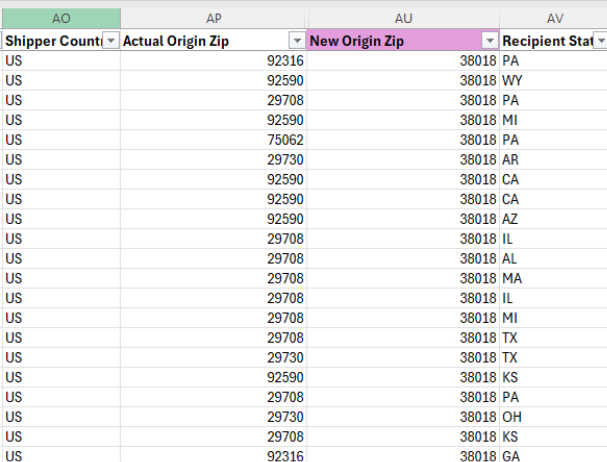 AO AP AU AV
Shipper Countr Actual Origin Zip New Origin Zip Recipient Stat
US 92316 38018 PA
US 92590 38018 WY
US 29708 38018 PA
US 92590 38018 MI
US 75062 38018 PA
US 29730 38018 AR
US 92590 38018 CA
US 92590 38018 CA
US 92590 38018 AZ
US 29708 38018 IL
US 29708 38018 AL
US 29708 38018 MA
US 29708 38018 IL
US 29708 38018 MI
US 29708 38018 TX
US 29730 38018 TX
US 92590 38018 KS
US 29708 38018 PA
US 29730 38018 OH
US 29708 38018 KS
US 92316 38018 GA